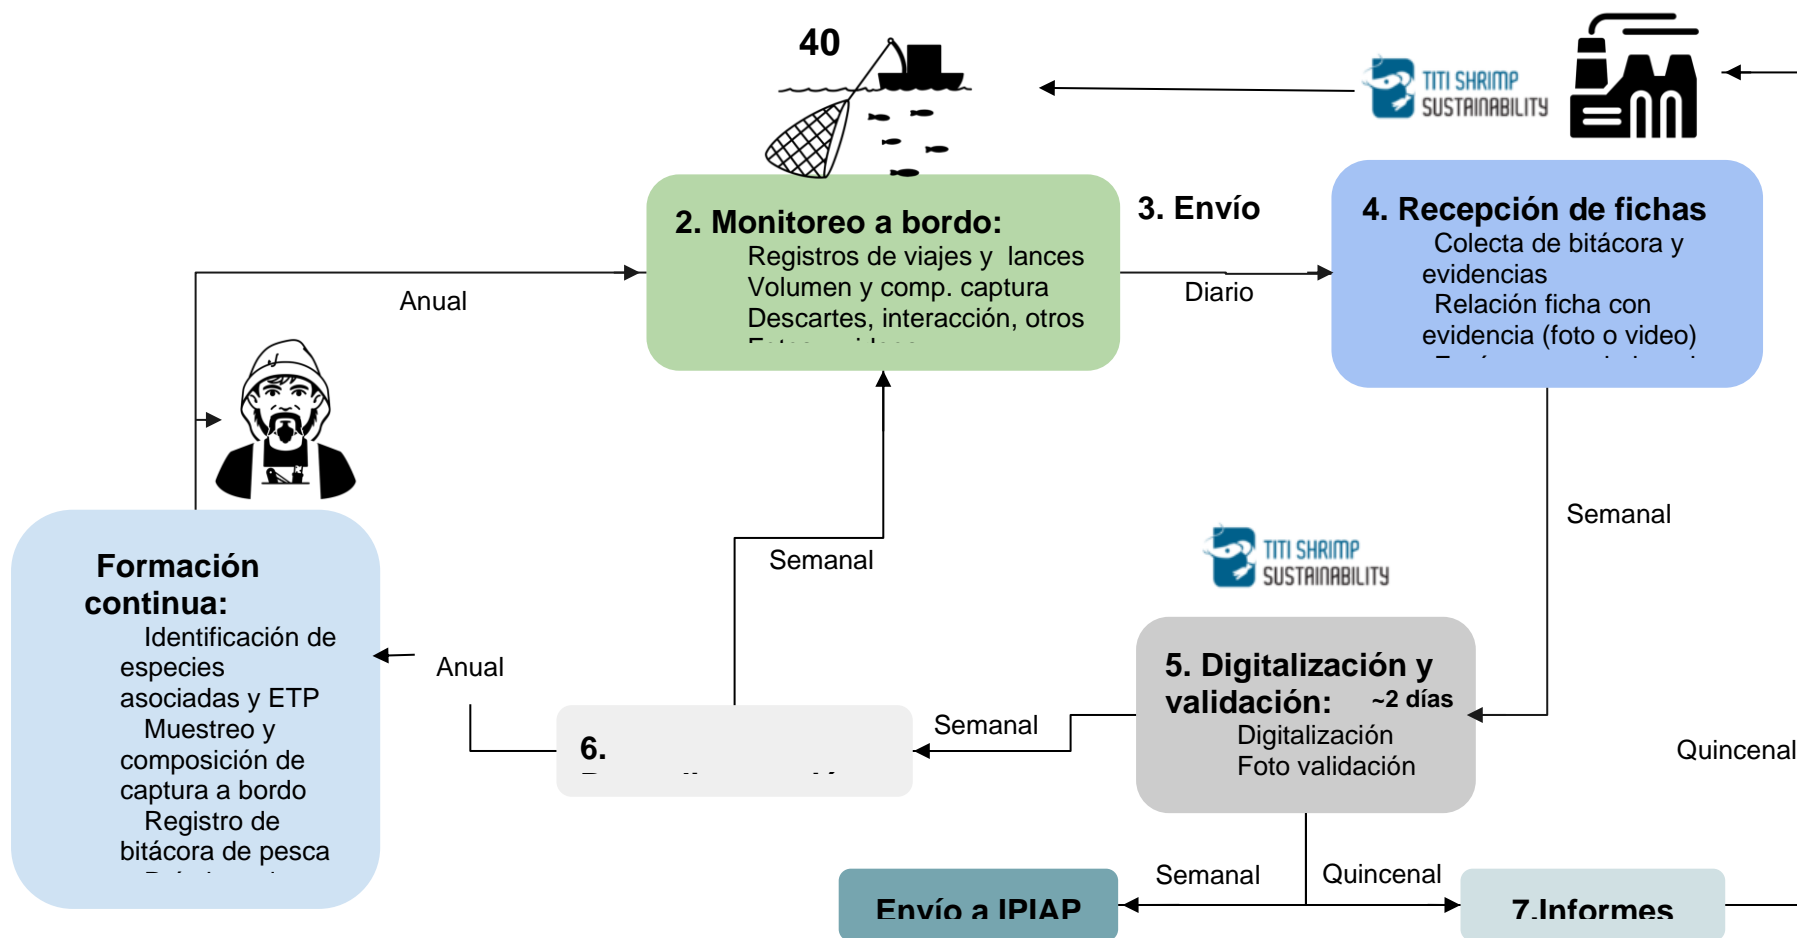 40
TITI SHRIMP
SUSTAINABILITY
2. Monitoreo a bordo:
Registros de viajes y lances
Volumen y comp. captura
Descartes, interacción, otros
3. Envío
Diario
4. Recepción de fichas
Colecta de bitácora y
evidencias
Relación ficha con
evidencia (foto o video)
Anual
Semanal
Semanal
TITI SHRIMP
SUSTAINABILITY
Formación
continua:
Identificación de
especies
asociadas y ETP
Muestreo y
composición de
captura a bordo
Registro de
bitácora de pesca
Anual
6.
Semanal
5. Digitalización y
validación: ~2 días
Digitalización
Foto validación
Quincenal
Semanal
Quincenal
Envío a IPIAP
7.Informes